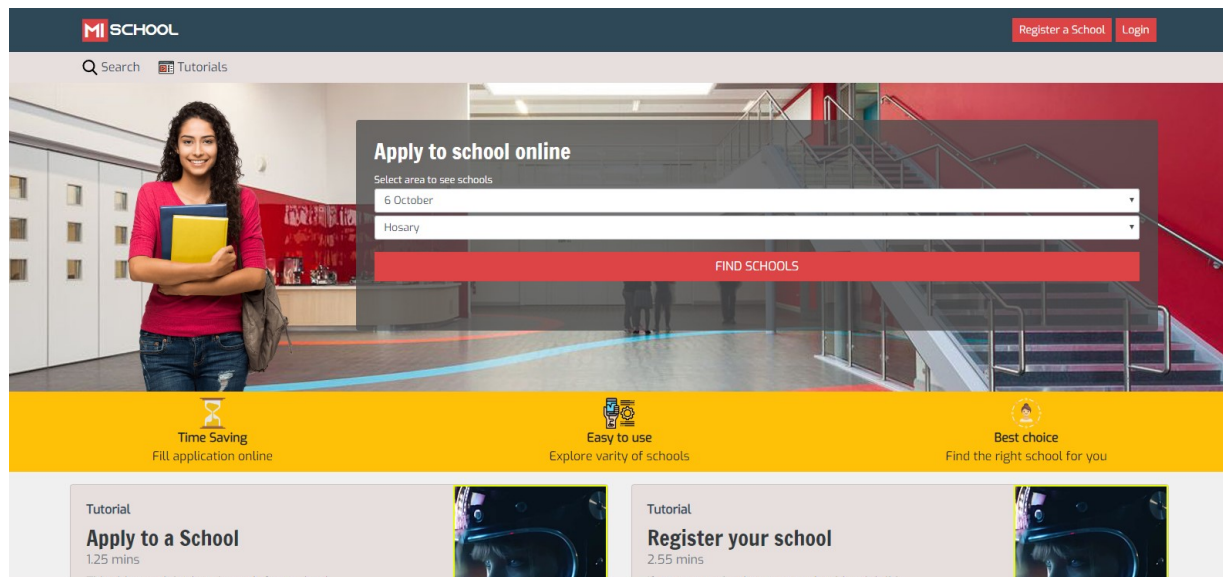 MI SCHOOL
Register a School
Login
Search
Tutorials
Apply to school online
Select area to see schools
6 October
Hosary
FIND SCHOOLS
Time Saving
Fill application online
Easy to use
Explore varity of schools
Best choice
Find the right school for you
Tutorial
Apply to a School
1.25 mins
Tutorial
Register your school
2.55 mins